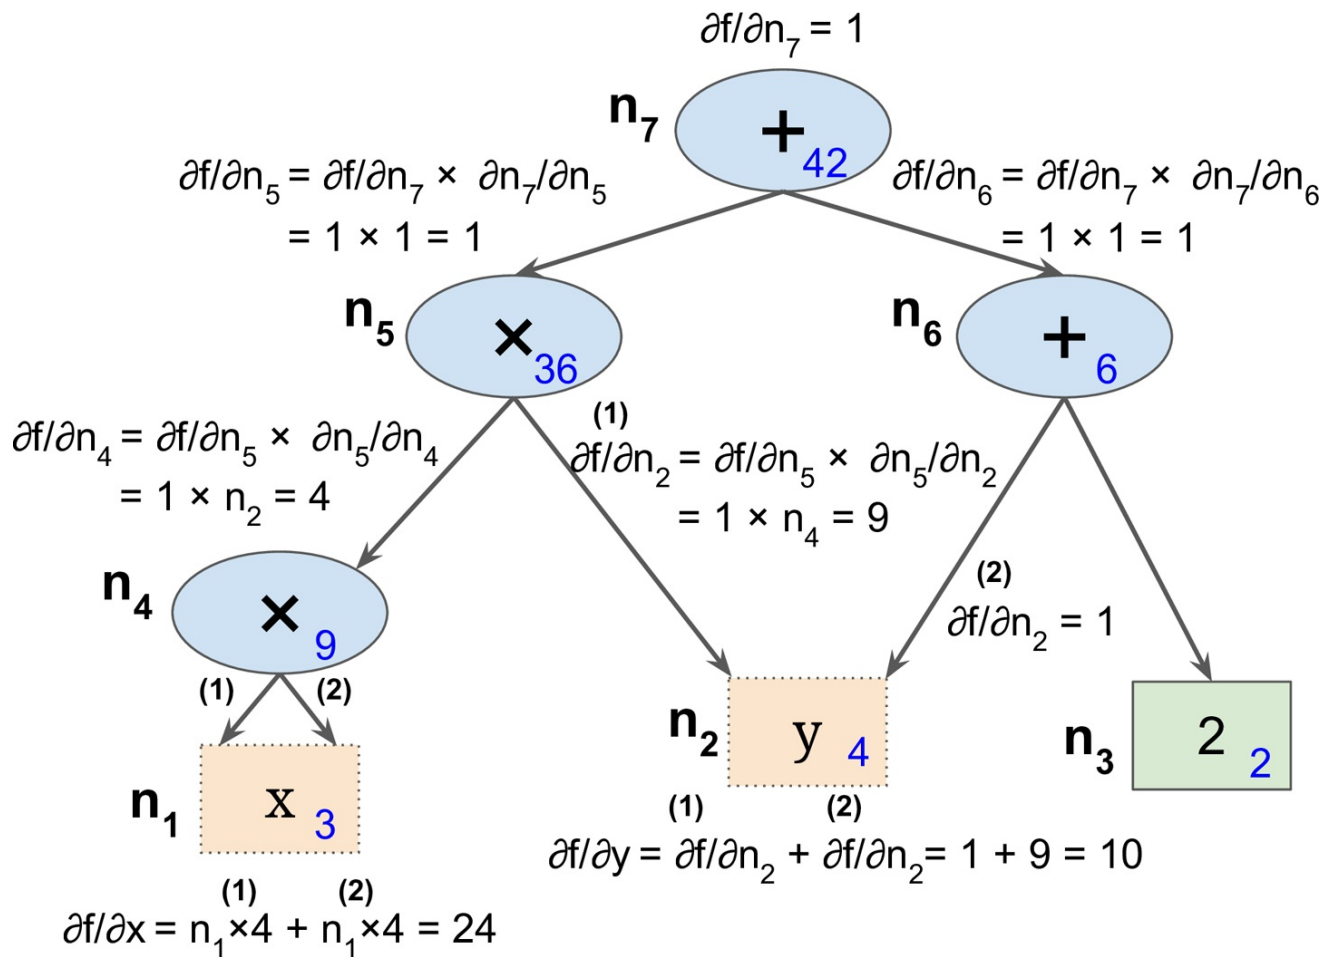 ∂f/∂n₇ = 1
n₇
+
42
∂f/∂n₅ = ∂f/∂n₇ × ∂n₇/∂n₅
= 1 × 1 = 1
∂f/∂n₆ = ∂f/∂n₇ × ∂n₇/∂n₆
= 1 × 1 = 1
n₅
×
36
n₆
+
6
∂f/∂n₄ = ∂f/∂n₅ × ∂n₅/∂n₄
= 1 × n₂ = 4
(1)
∂f/∂n₂ = ∂f/∂n₅ × ∂n₅/∂n₂
= 1 × n₄ = 9
(2)
∂f/∂n₂ = 1
n₄
×
9
(1) (2)
n₁
x 3
n₂
y 4
n₃
2 2
(1) (2)
∂f/∂y = ∂f/∂n₂ + ∂f/∂n₂= 1 + 9 = 10
(1) (2)
∂f/∂x = n₁×4 + n₁×4 = 24